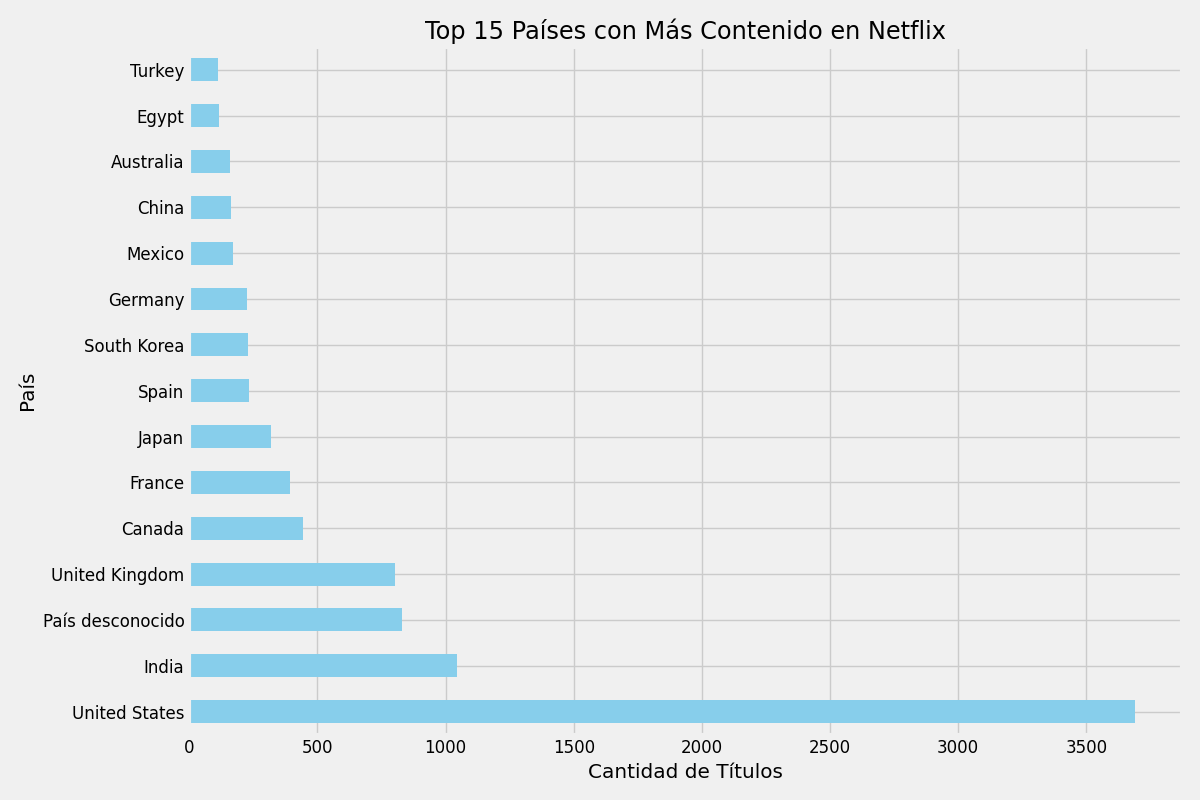 Top 15 Países con Más Contenido en Netflix
Turkey
Egypt
Australia
China
Mexico
Germany
South Korea
Spain
Japan
France
Canada
United Kingdom
País desconocido
India
United States
País
0 500 1000 1500 2000 2500 3000 3500
Cantidad de Títulos